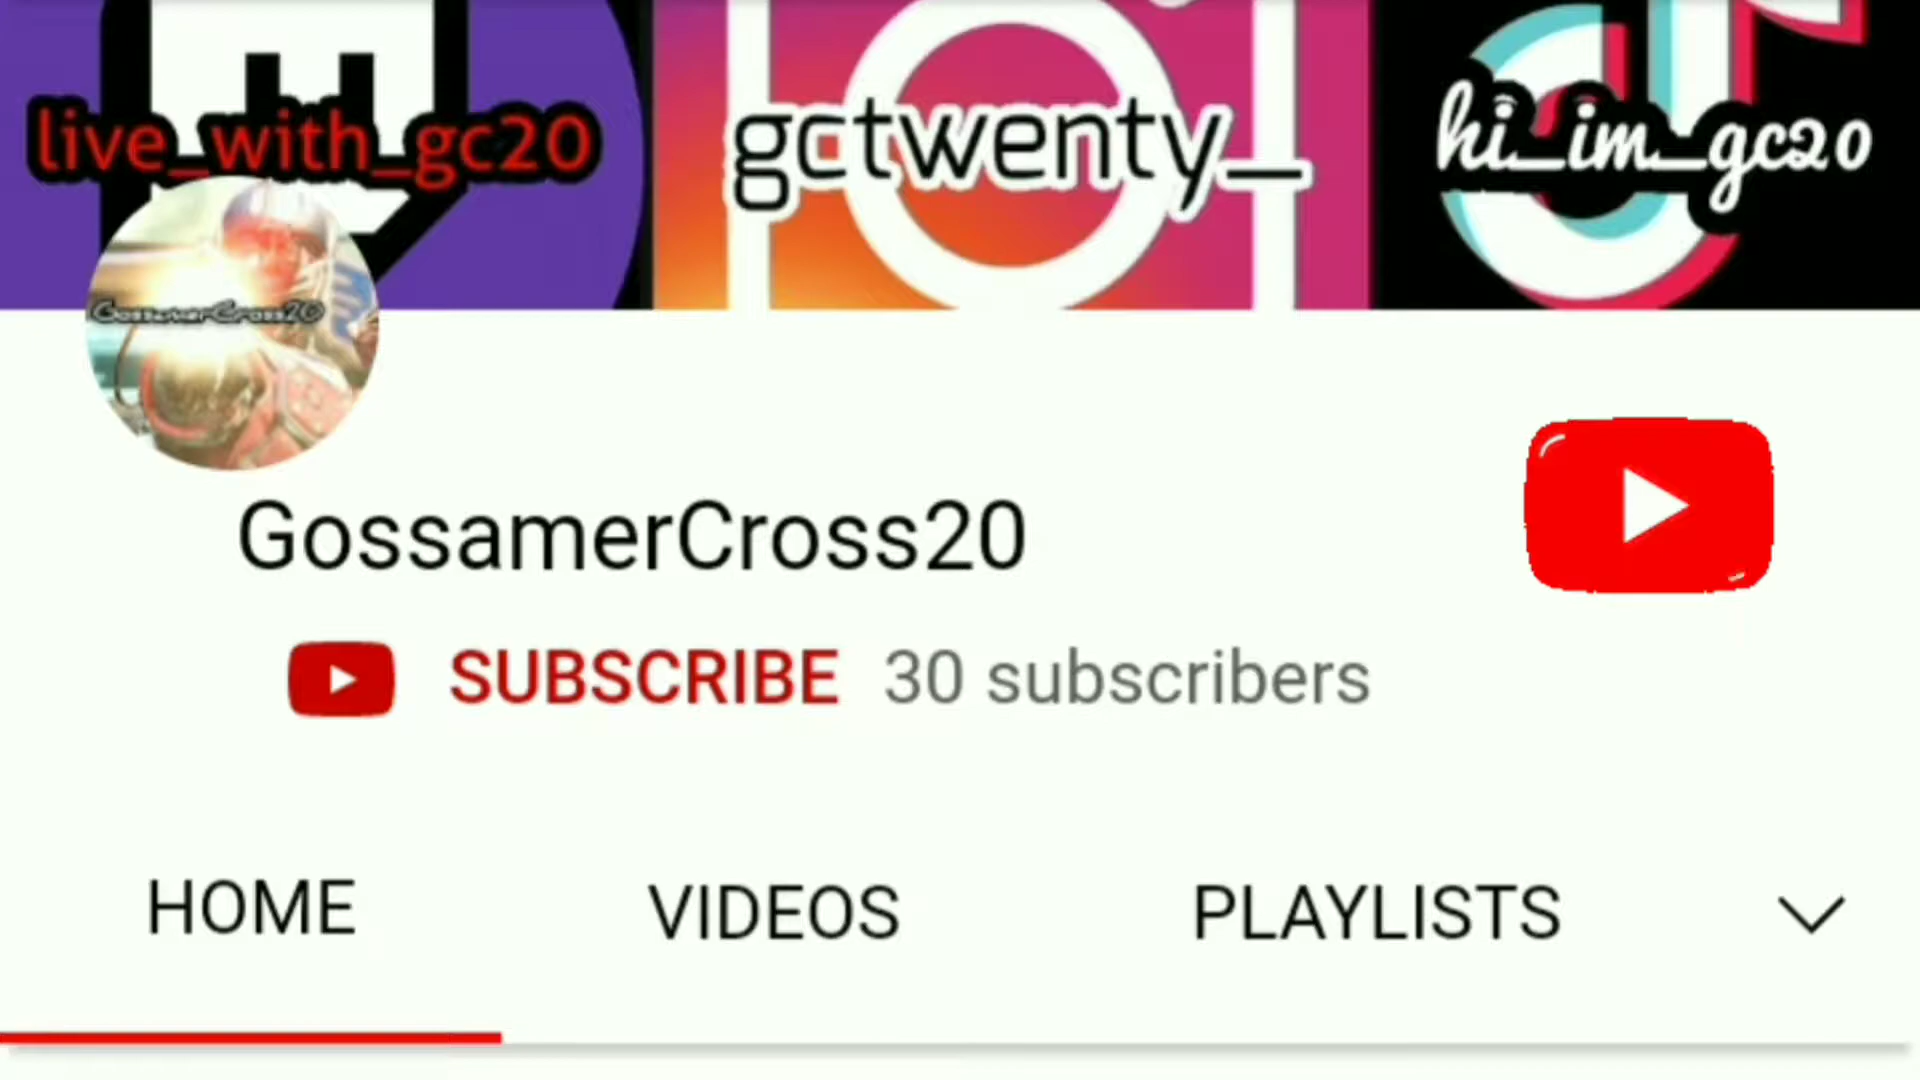 live_with_gc20
gctwenty_
hi_im_gc20
GossamerCross20
GossamerCross20
SUBSCRIBE 30 subscribers
HOME VIDEOS PLAYLISTS